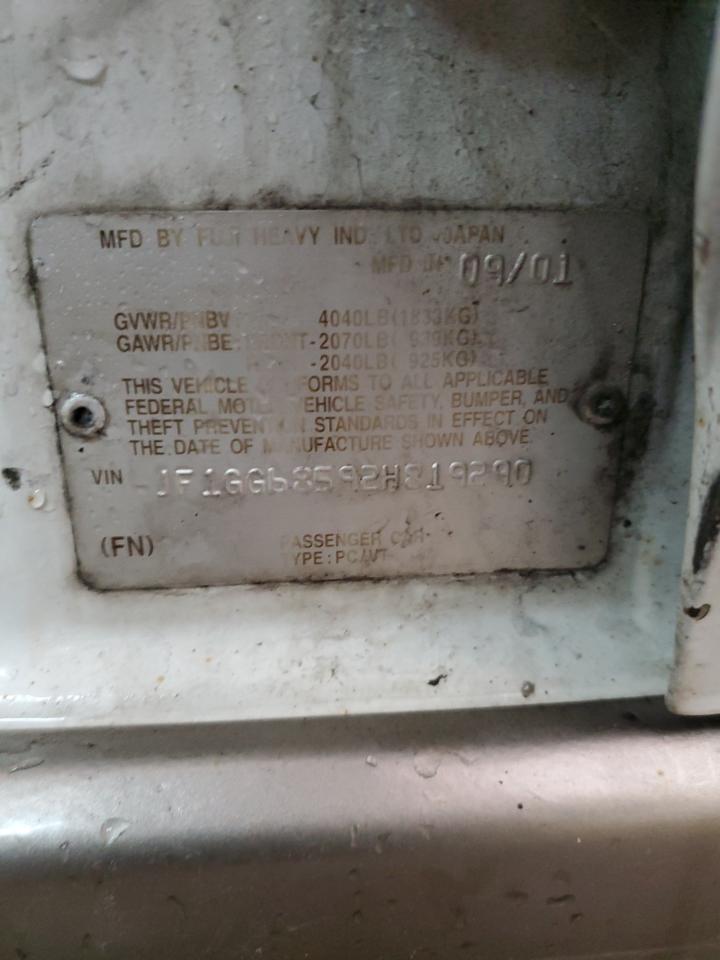 MFD BY FUJI HEAVY IND. LTD JAPAN
MFD IN 09/01
GVWR/PNBV 4040LB(1833KG)
GAWR/PNBE FRONT-2070LB( 939KG)
-2040LB( 925KG)
THIS VEHICLE CONFORMS TO ALL APPLICABLE
FEDERAL MOTOR VEHICLE SAFETY, BUMPER, AND
THEFT PREVENTION STANDARDS IN EFFECT ON
THE DATE OF MANUFACTURE SHOWN ABOVE
VIN JF1GG68592H819290
(FN) PASSENGER CAR
TYPE:PC/VT